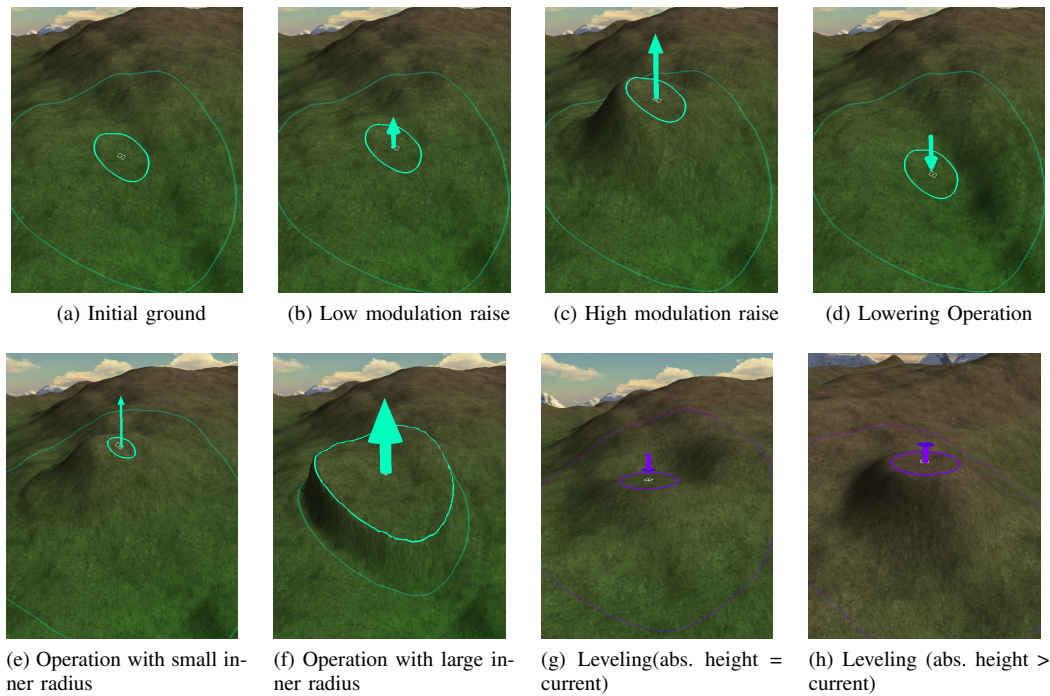 (a) Initial ground
(b) Low modulation raise
(c) High modulation raise
(d) Lowering Operation
(e) Operation with small in-
ner radius
(f) Operation with large in-
ner radius
(g) Leveling(abs. height =
current)
(h) Leveling (abs. height >
current)